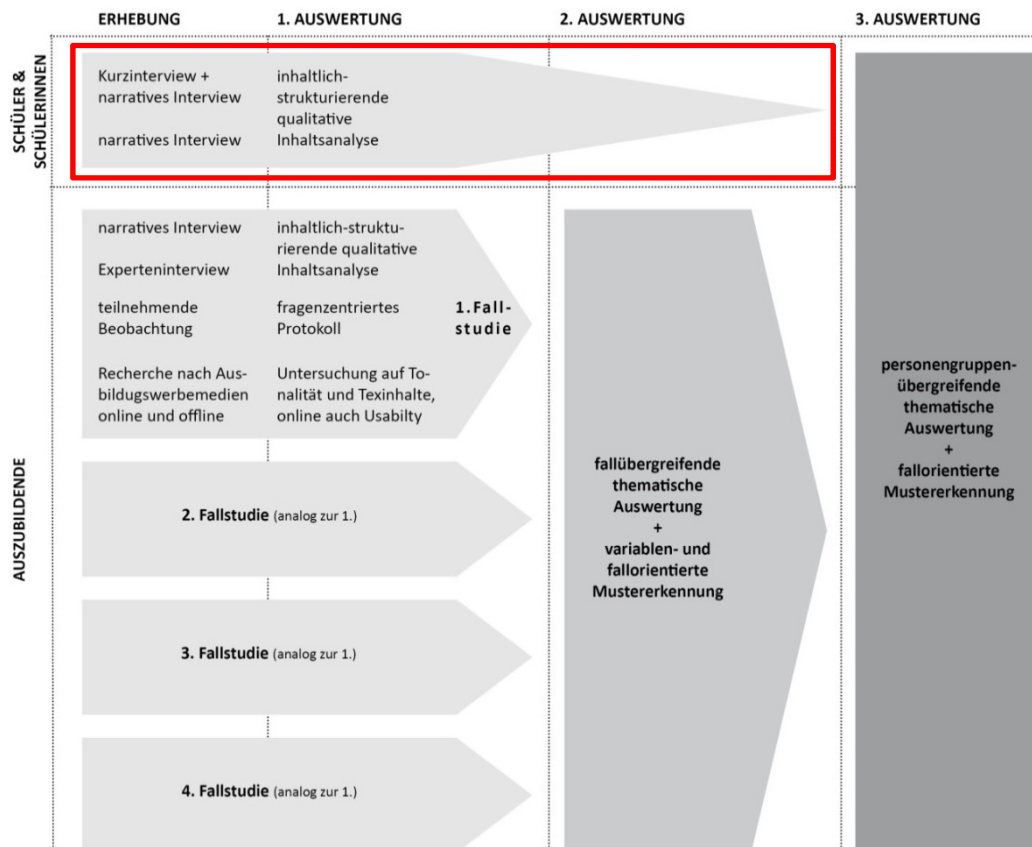 ERHEBUNG
1. AUSWERTUNG
2. AUSWERTUNG
3. AUSWERTUNG
SCHÜLER &
SCHÜLERINNEN
Kurzinterview +
narratives Interview
narratives Interview
inhaltlich-
strukturierende
qualitative
Inhaltsanalyse
AUSZUBILDENDE
narratives Interview
Experteninterview
teilnehmende
Beobachtung
Recherche nach Aus-
bildugswerbemedien
online und offline
inhaltlich-struktu-
rierende qualitative
Inhaltsanalyse
fragenzentriertes
Protokoll
Untersuchung auf To-
nalität und Texinhalte,
online auch Usabilty
1.Fall-
studie
2. Fallstudie (analog zur 1.)
3. Fallstudie (analog zur 1.)
4. Fallstudie (analog zur 1.)
fallübergreifende
thematische
Auswertung
+
variablen- und
fallorientierte
Mustererkennung
personengruppen-
übergreifende
thematische
Auswertung
+
fallorientierte
Mustererkennung